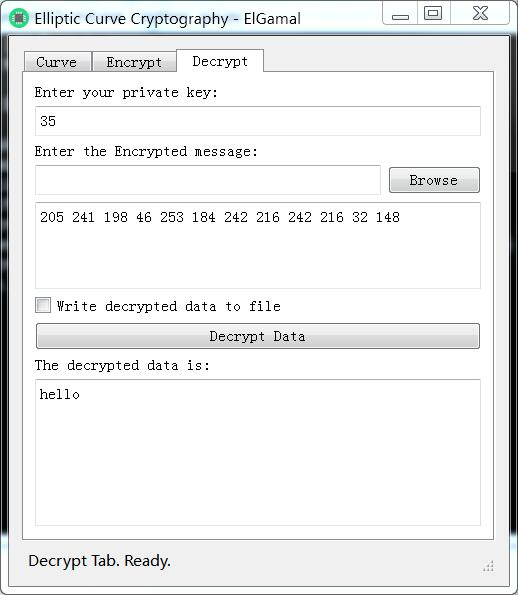 Elliptic Curve Cryptography - ElGamal
Curve Encrypt Decrypt
Enter your private key:
35
Enter the Encrypted message:
Browse
205 241 198 46 253 184 242 216 242 216 32 148
Write decrypted data to file
Decrypt Data
The decrypted data is:
hello
Decrypt Tab. Ready.